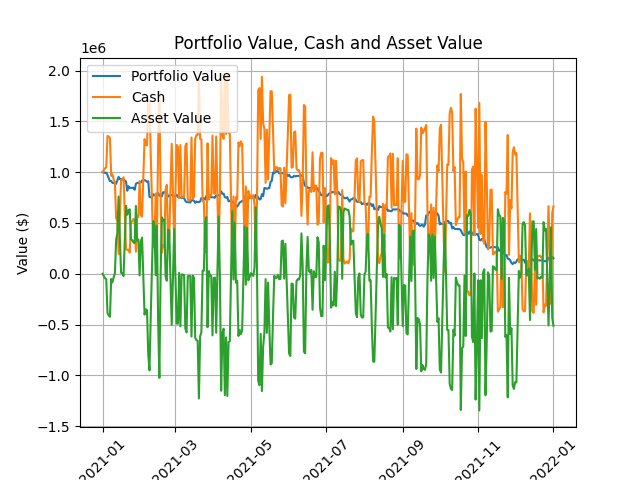 Portfolio Value, Cash and Asset Value
1e6
Portfolio Value
Cash
Asset Value
Value ($)
2.0
1.5
1.0
0.5
0.0
−0.5
−1.0
−1.5
2021-01
2021-03
2021-05
2021-07
2021-09
2021-11
2022-01